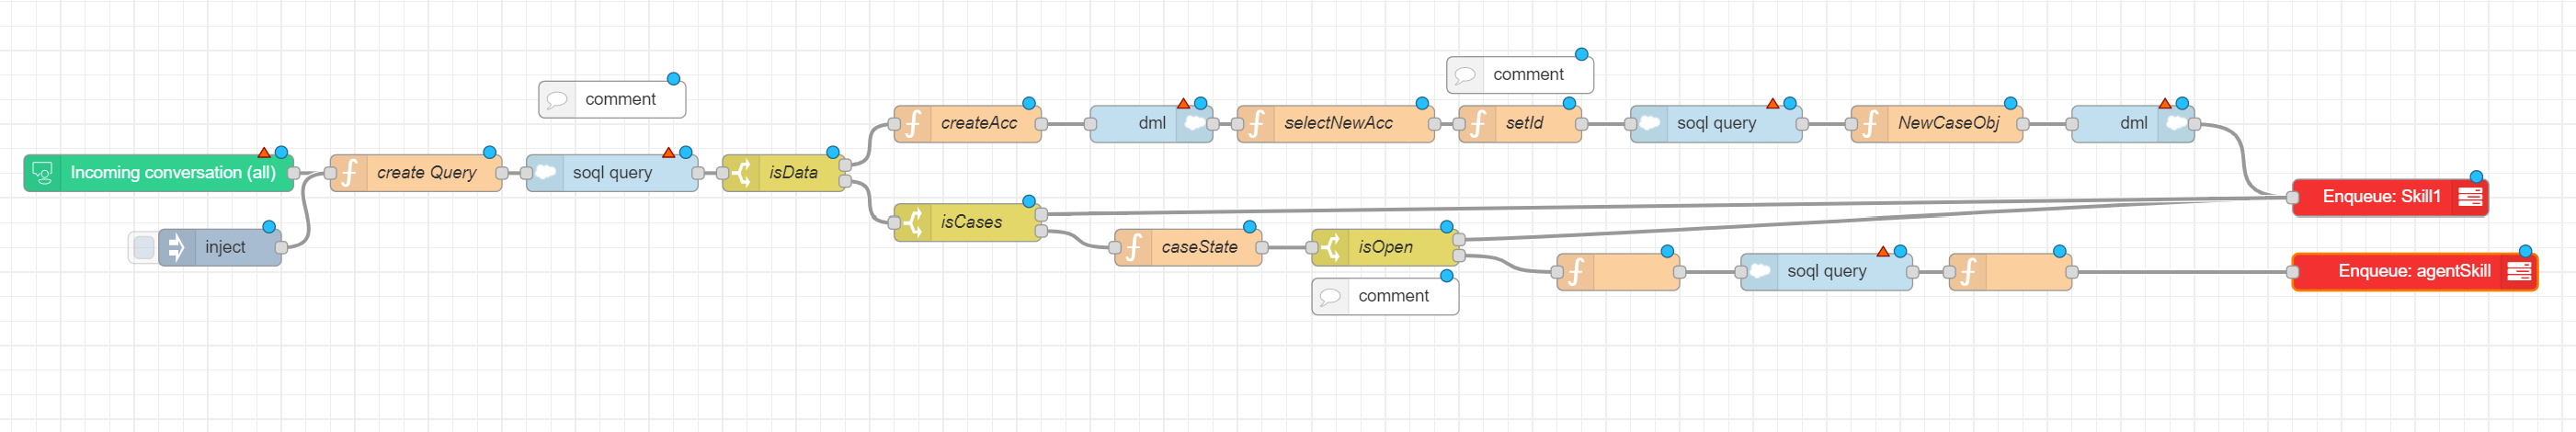 comment
comment
createAcc
dml
selectNewAcc
setId
soql query
NewCaseObj
dml
Incoming conversation (all)
create Query
soql query
isData
Enqueue: Skill1
isCases
inject
caseState
isOpen
soql query
Enqueue: agentSkill
comment